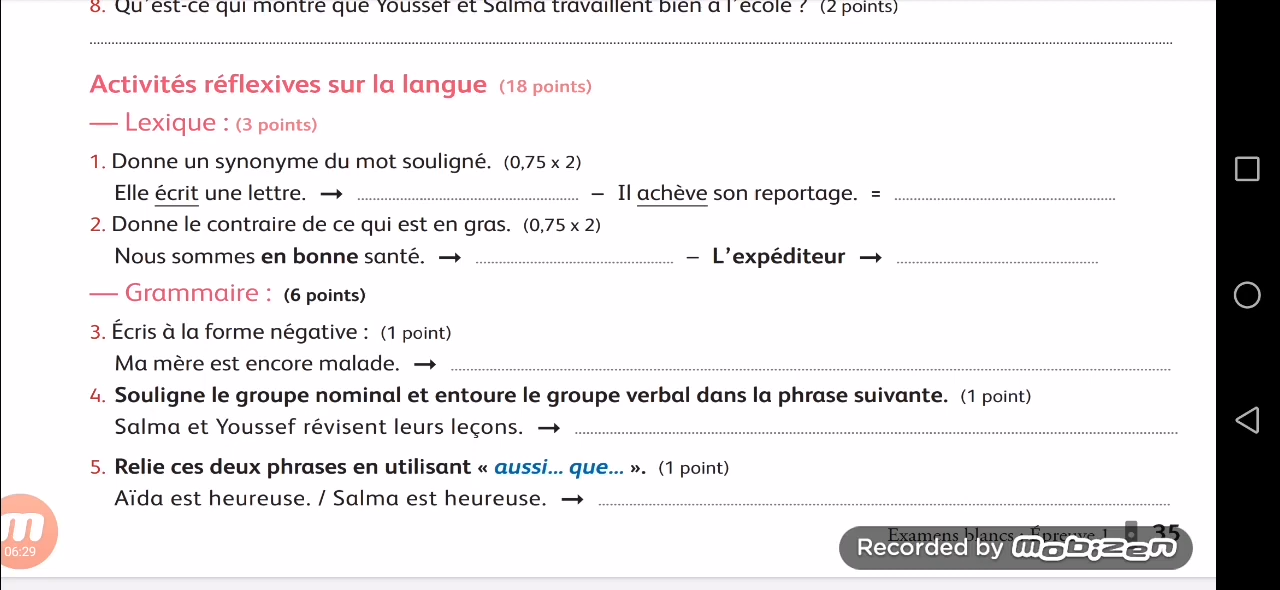 8. Qu'est-ce qui montre que Youssef et Salma travaillent bien à l'école ? (2 points)
Activités réflexives sur la langue (18 points)
— Lexique : (3 points)
1. Donne un synonyme du mot souligné. (0,75 x 2)
Elle écrit une lettre. → ........................ – Il achève son reportage. = ........................
2. Donne le contraire de ce qui est en gras. (0,75 x 2)
Nous sommes en bonne santé. → ........................ – L'expéditeur → ........................
— Grammaire : (6 points)
3. Écris à la forme négative : (1 point)
Ma mère est encore malade. → ........................
4. Souligne le groupe nominal et entoure le groupe verbal dans la phrase suivante. (1 point)
Salma et Youssef révisent leurs leçons. → ........................
5. Relie ces deux phrases en utilisant « aussi... que... ». (1 point)
Aïda est heureuse. / Salma est heureuse. → ........................
Examens blancs : Épreuve 1 35
Recorded by mobizen
06:29